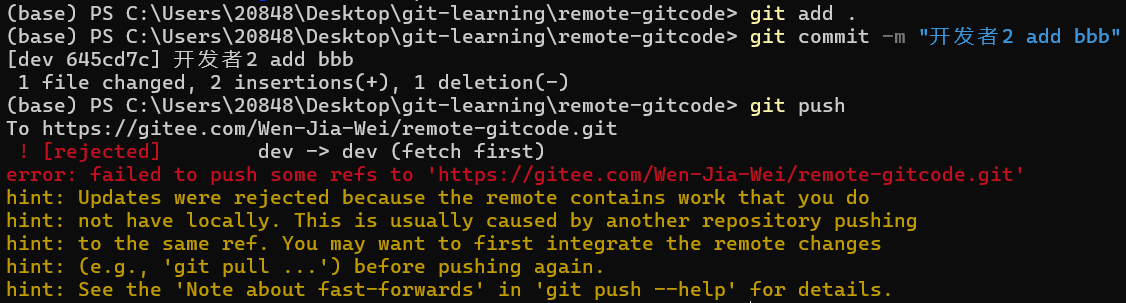 (base) PS C:\Users\20848\Desktop\git-learning\remote-gitcode> git add .
(base) PS C:\Users\20848\Desktop\git-learning\remote-gitcode> git commit -m "开发者2 add bbb"
[dev 645cd7c] 开发者2 add bbb
 1 file changed, 2 insertions(+), 1 deletion(-)
(base) PS C:\Users\20848\Desktop\git-learning\remote-gitcode> git push
To https://gitee.com/Wen-Jia-Wei/remote-gitcode.git
 ! [rejected]        dev -> dev (fetch first)
error: failed to push some refs to 'https://gitee.com/Wen-Jia-Wei/remote-gitcode.git'
hint: Updates were rejected because the remote contains work that you do
hint: not have locally. This is usually caused by another repository pushing
hint: to the same ref. You may want to first integrate the remote changes
hint: (e.g., 'git pull ...') before pushing again.
hint: See the 'Note about fast-forwards' in 'git push --help' for details.